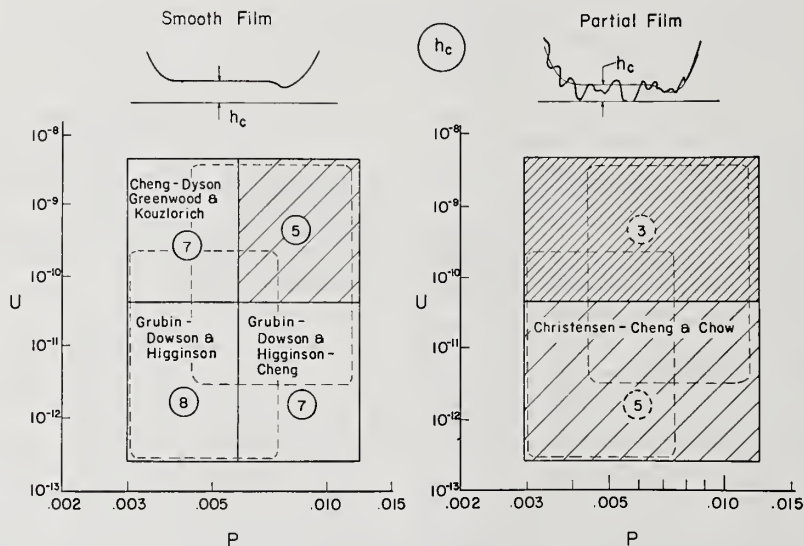 Smooth Film
Partial Film
h_c
h_c
h_c
10^-8
10^-9
10^-10
10^-11
10^-12
10^-13
U
Cheng-Dyson
Greenwood &
Kouzlorich
7
5
Grubin-
Dowson &
Higginson
8
Grubin-
Dowson &
Higginson-
Cheng
7
.002
.003
.005
.010
.015
P
10^-8
10^-9
10^-10
10^-11
10^-12
10^-13
U
3
Christensen-Cheng & Chow
5
.002
.003
.005
.010
.015
P